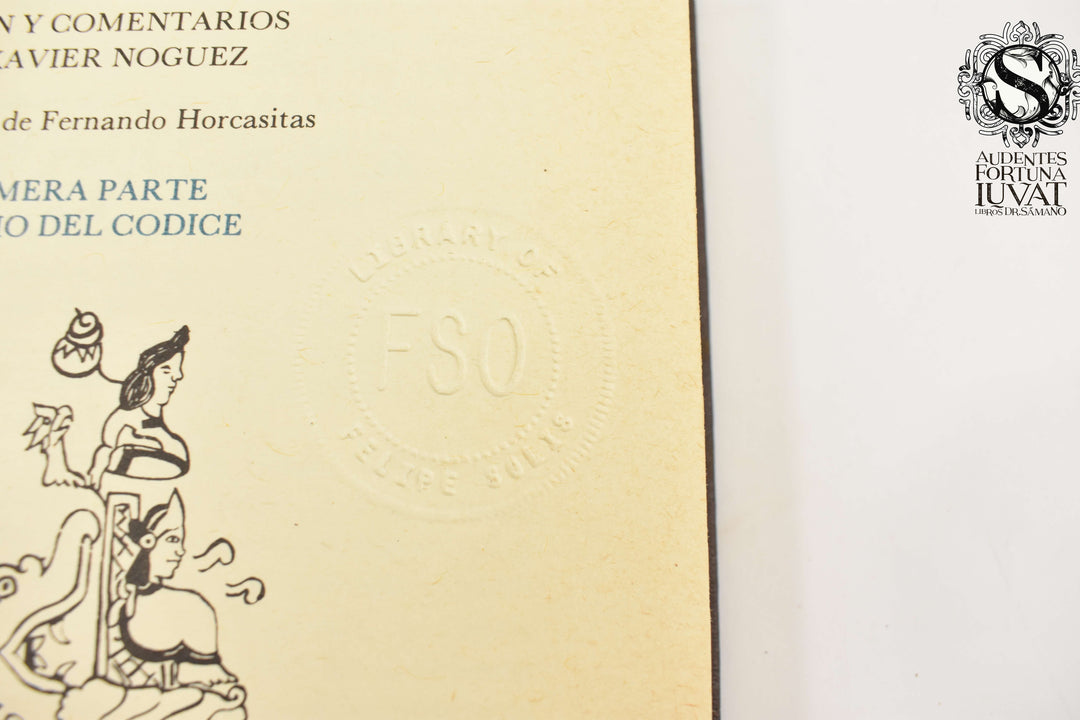 N Y COMENTARIOS
XAVIER NOGUEZ
de Fernando Horcasitas
MERA PARTE
IO DEL CODICE
LIBRARY OF
FSO
FELIPE SOLIS
S
AUDENTES
FORTUNA
IUVAT
LIBROS DR. SÁMANO